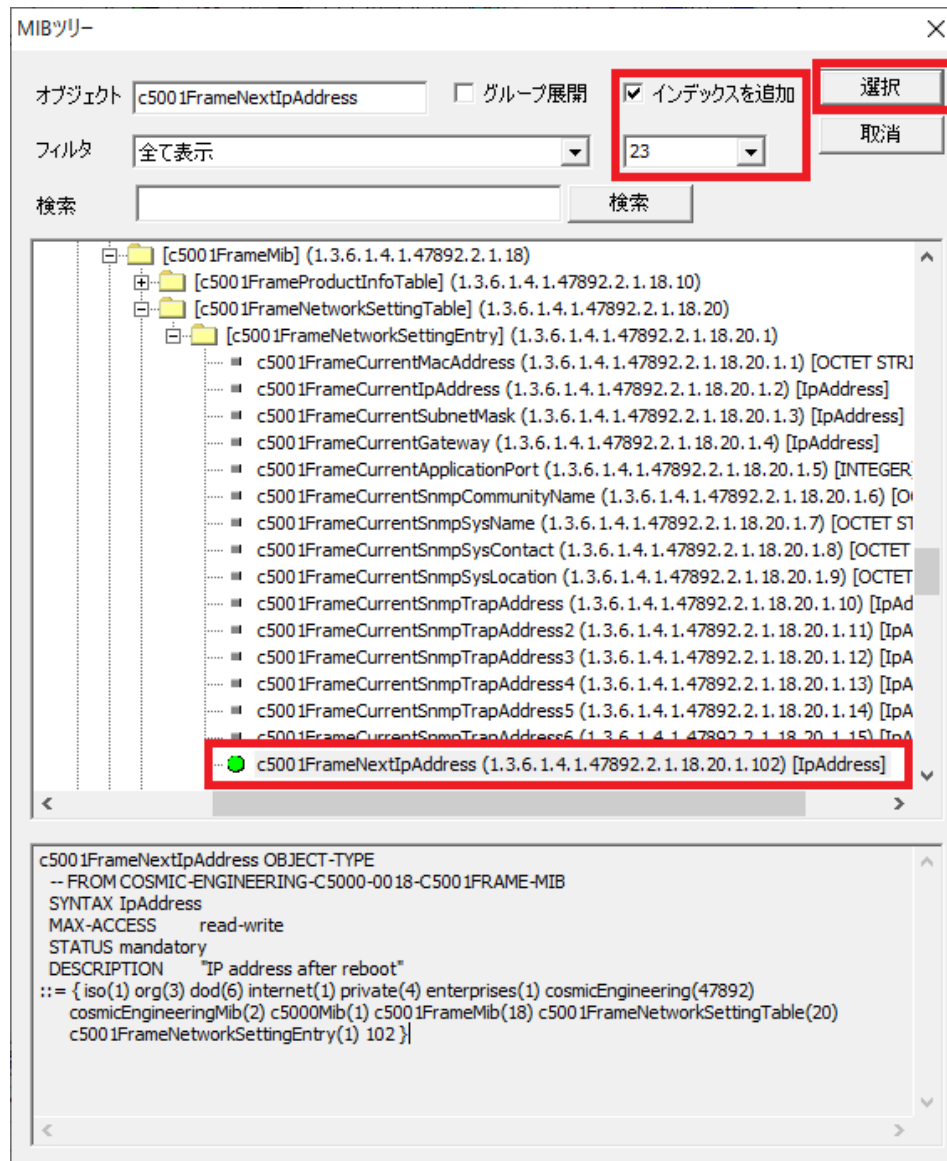 MIBツリー
オブジェクト c5001FrameNextIpAddress グループ展開 インデックスを追加 選択
フィルタ 全て表示 23 取消
検索 検索
[c5001FrameMib] (1.3.6.1.4.1.47892.2.1.18)
[c5001FrameProductInfoTable] (1.3.6.1.4.1.47892.2.1.18.10)
[c5001FrameNetworkSettingTable] (1.3.6.1.4.1.47892.2.1.18.20)
[c5001FrameNetworkSettingEntry] (1.3.6.1.4.1.47892.2.1.18.20.1)
c5001FrameCurrentMacAddress (1.3.6.1.4.1.47892.2.1.18.20.1.1) [OCTET STRI
c5001FrameCurrentIpAddress (1.3.6.1.4.1.47892.2.1.18.20.1.2) [IpAddress]
c5001FrameCurrentSubnetMask (1.3.6.1.4.1.47892.2.1.18.20.1.3) [IpAddress]
c5001FrameCurrentGateway (1.3.6.1.4.1.47892.2.1.18.20.1.4) [IpAddress]
c5001FrameCurrentApplicationPort (1.3.6.1.4.1.47892.2.1.18.20.1.5) [INTEGER]
c5001FrameCurrentSnmpCommunityName (1.3.6.1.4.1.47892.2.1.18.20.1.6) [O
c5001FrameCurrentSnmpSysName (1.3.6.1.4.1.47892.2.1.18.20.1.7) [OCTET ST
c5001FrameCurrentSnmpSysContact (1.3.6.1.4.1.47892.2.1.18.20.1.8) [OCTET
c5001FrameCurrentSnmpSysLocation (1.3.6.1.4.1.47892.2.1.18.20.1.9) [OCTET
c5001FrameCurrentSnmpTrapAddress (1.3.6.1.4.1.47892.2.1.18.20.1.10) [IpAd
c5001FrameCurrentSnmpTrapAddress2 (1.3.6.1.4.1.47892.2.1.18.20.1.11) [IpA
c5001FrameCurrentSnmpTrapAddress3 (1.3.6.1.4.1.47892.2.1.18.20.1.12) [IpA
c5001FrameCurrentSnmpTrapAddress4 (1.3.6.1.4.1.47892.2.1.18.20.1.13) [IpA
c5001FrameCurrentSnmpTrapAddress5 (1.3.6.1.4.1.47892.2.1.18.20.1.14) [IpA
c5001FrameCurrentSnmpTrapAddress6 (1.3.6.1.4.1.47892.2.1.18.20.1.15) [IpA
c5001FrameNextIpAddress (1.3.6.1.4.1.47892.2.1.18.20.1.102) [IpAddress]
c5001FrameNextIpAddress OBJECT-TYPE
-- FROM COSMIC-ENGINEERING-C5000-0018-C5001FRAME-MIB
SYNTAX IpAddress
MAX-ACCESS read-write
STATUS mandatory
DESCRIPTION "IP address after reboot"
::= { iso(1) org(3) dod(6) internet(1) private(4) enterprises(1) cosmicEngineering(47892)
cosmicEngineeringMib(2) c5000Mib(1) c5001FrameMib(18) c5001FrameNetworkSettingTable(20)
c5001FrameNetworkSettingEntry(1) 102 }